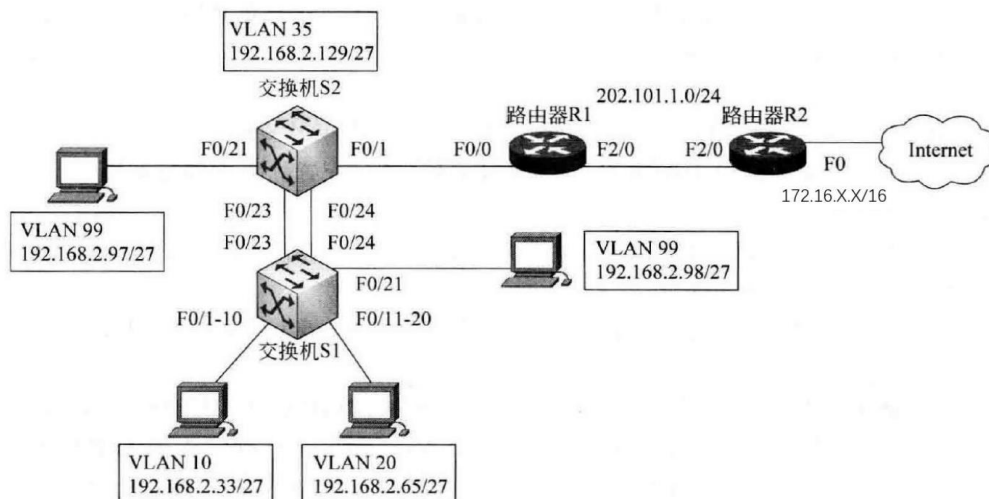 VLAN 35
192.168.2.129/27
交换机S2
202.101.1.0/24
路由器R1
路由器R2
F0/21
F0/1
F0/0
F2/0
F2/0
F0
Internet
172.16.X.X/16
VLAN 99
192.168.2.97/27
F0/23
F0/24
F0/23
F0/24
VLAN 99
192.168.2.98/27
F0/21
F0/1-10
F0/11-20
交换机S1
VLAN 10
192.168.2.33/27
VLAN 20
192.168.2.65/27